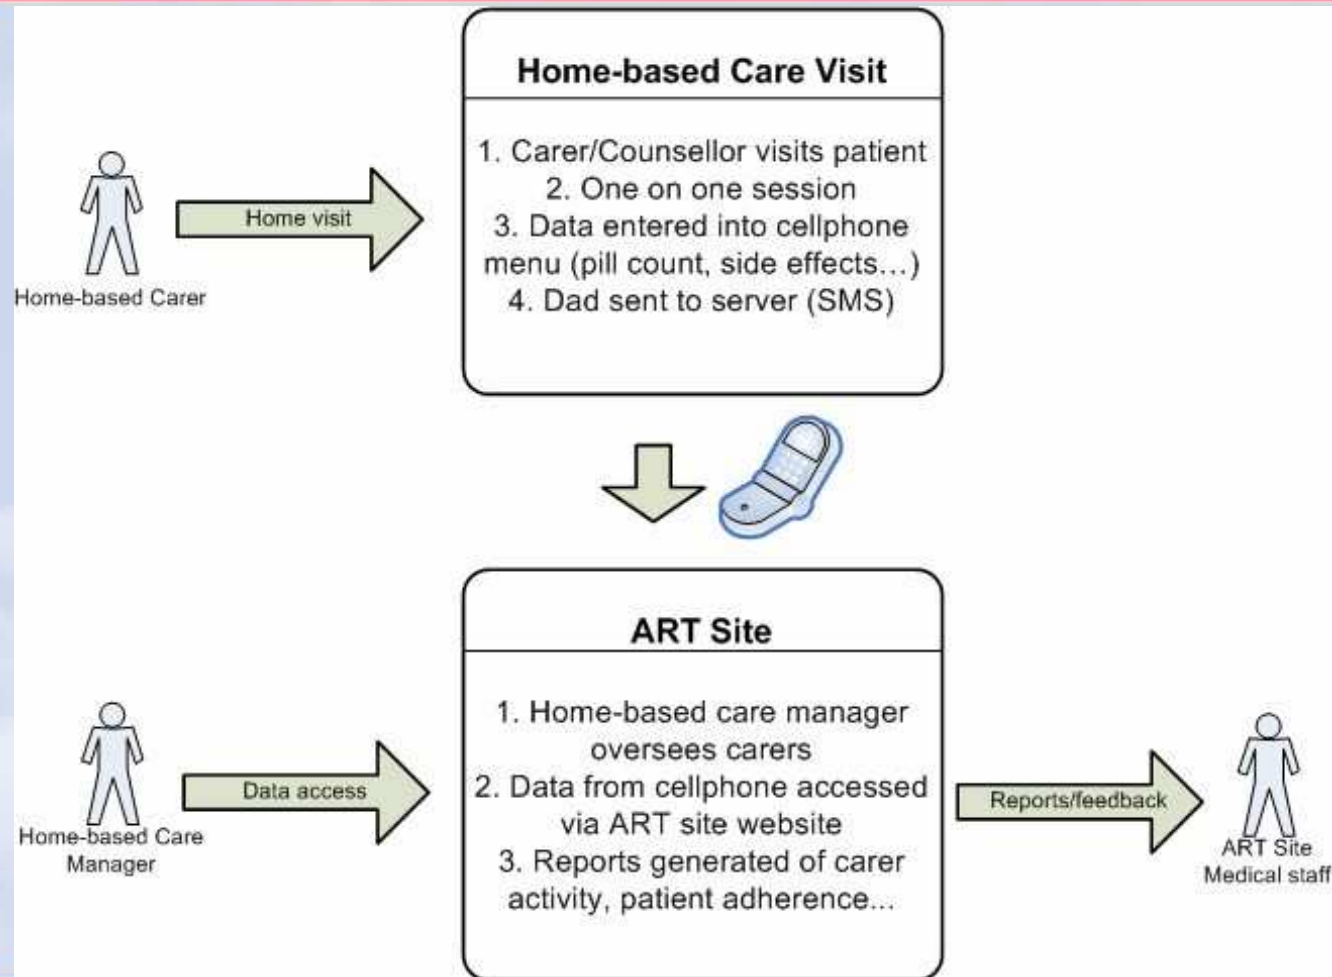 Home-based Care Visit
1. Carer/Counsellor visits patient
2. One on one session
3. Data entered into cellphone
menu (pill count, side effects...)
4. Dad sent to server (SMS)
Home visit
Home-based Carer
ART Site
1. Home-based care manager
oversees carers
2. Data from cellphone accessed
via ART site website
3. Reports generated of carer
activity, patient adherence...
Data access
Home-based Care
Manager
Reports/feedback
ART Site
Medical staff